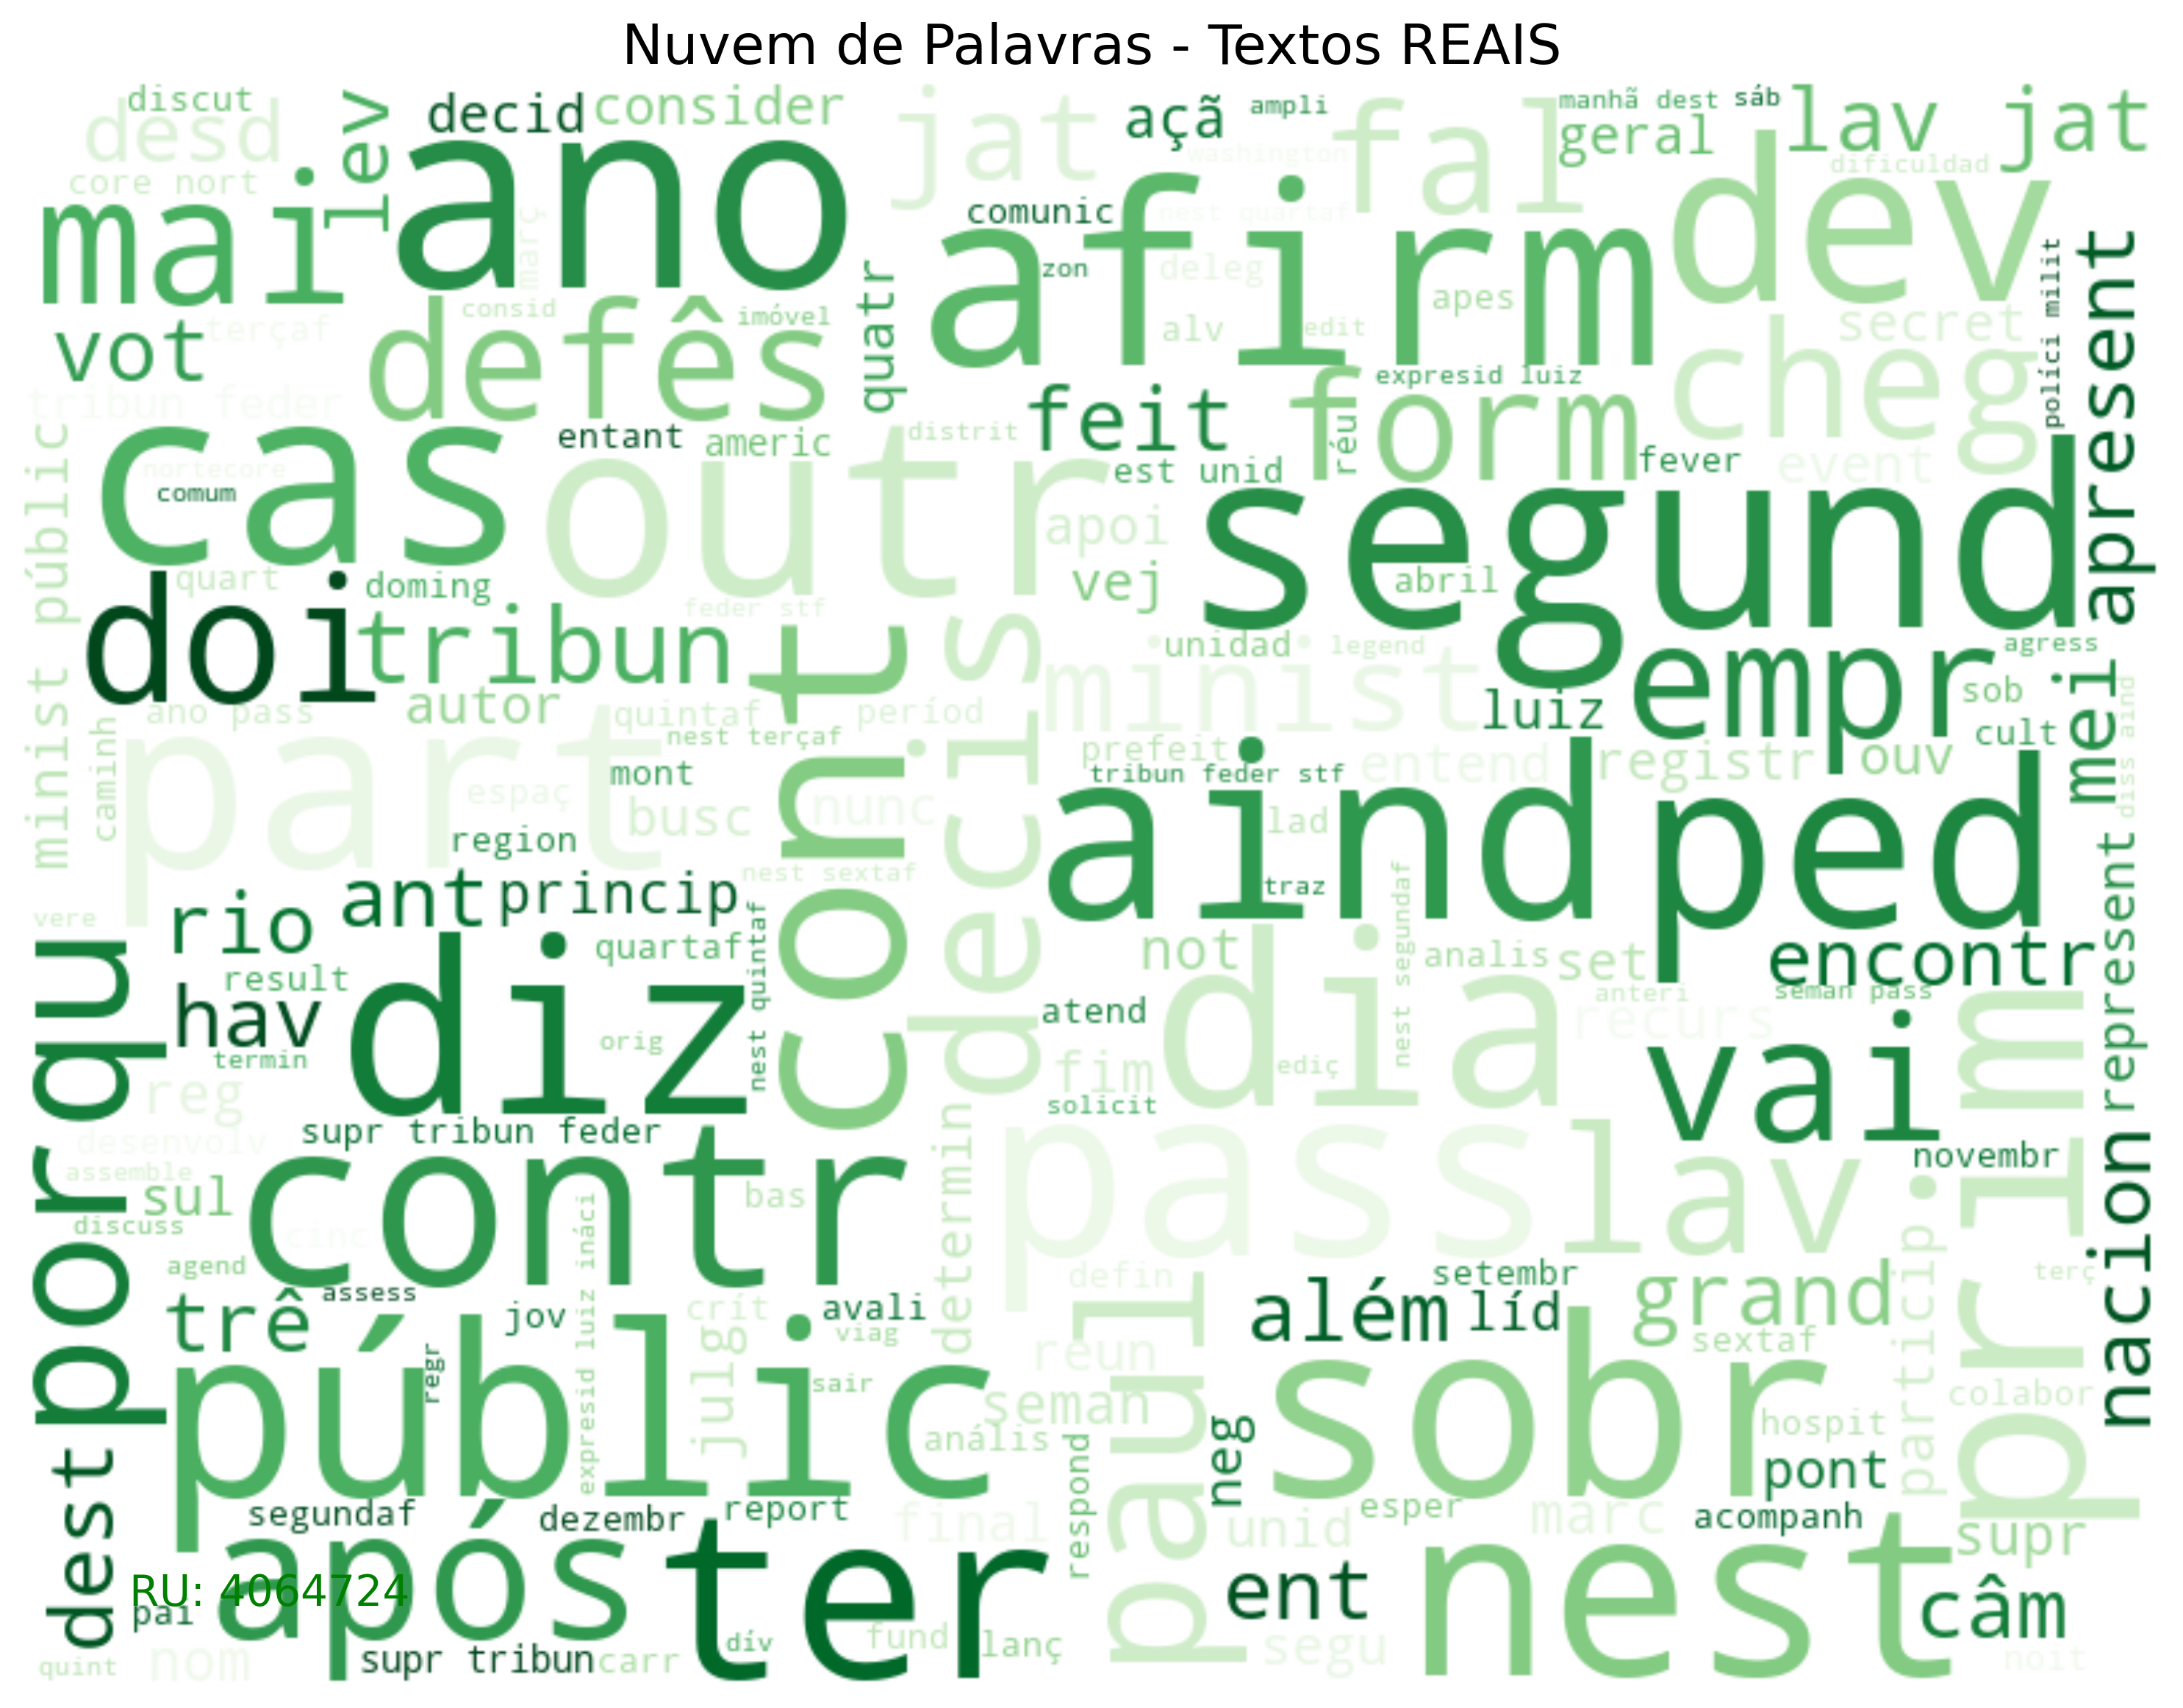 Nuvem de Palavras - Textos REAIS
discut
desd
core nort
mai
lev
decid
consider
ano
març
jat
açã
ampli
washington
fal
manhã dest
sáb
geral
lav jat
dificuldad
dev
comunic
nest quartaf
afirm
zon
deleg
alv
edit
apes
secret
cheg
políci milit
apresent
vot
terçaf
consid
imóvel
defês
quatr
tribun feder
minist públic
cas
nortecore
comum
entant
americ
outr
distrit
feit
est unid
expresid luiz
form
réu
fever
event
apoi
vej
segund
abril
quart
doming
doi
tribun
feder stf
decis
unidad
legend
minist
agress
empr
sob
luiz
cult
mei
diss aind
ano pass
autor
quintaf
períod
nest terçaf
caminh
part
mont
espaç
busc
nunc
region
cont
prefeit
tribun feder stf
entend
registr
ouv
aind
lad
traz
ped
nest sextaf
vere
rio
ant
princip
quartaf
nest quintaf
result
hav
termin
diz
orig
porqu
reg
desenvolv
assemble
sul
discuss
supr tribun feder
contr
bas
cinc
agend
assess
trê
jov
expresid luiz ináci
crít
julg
avali
viag
sair
públic
regr
not
dia
nest segundaf
analis
set
encontr
anteri
seman pass
recurs
atend
fim
ediç
solicit
vai
represent
prim
determin
pass
lav
novembr
nacion
particip
defin
paul
reun
seman
anális
respond
além
líd
setembr
grand
sextaf
terç
colabor
sobr
neg
hospit
pont
esper
unid
marc
acompanh
supr
dest
segundaf
dezembr
report
final
após
RU: 4064724
pai
quint
nom
supr tribun
carr
ter
dív
fund
lanç
ent
segu
nest
câm
noit